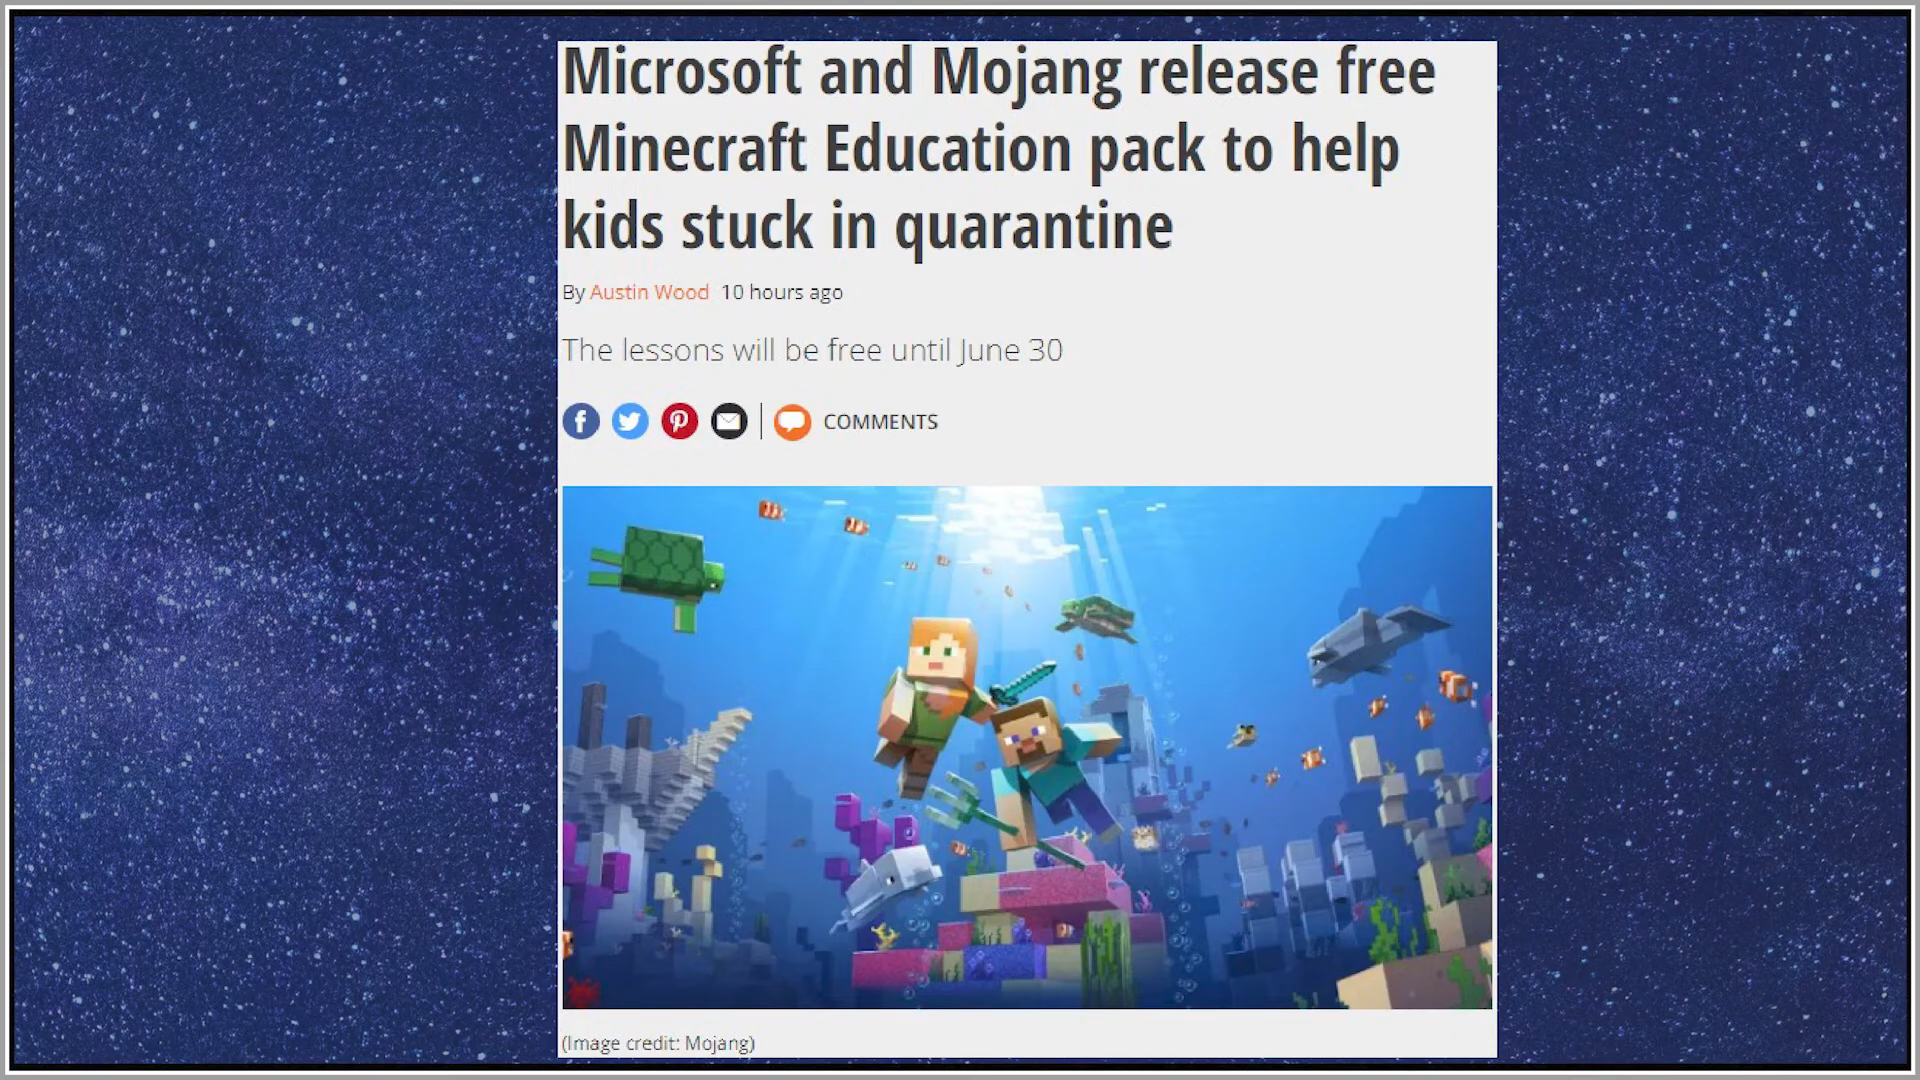 Microsoft and Mojang release free
Minecraft Education pack to help
kids stuck in quarantine
By Austin Wood 10 hours ago
The lessons will be free until June 30
COMMENTS
(Image credit: Mojang)